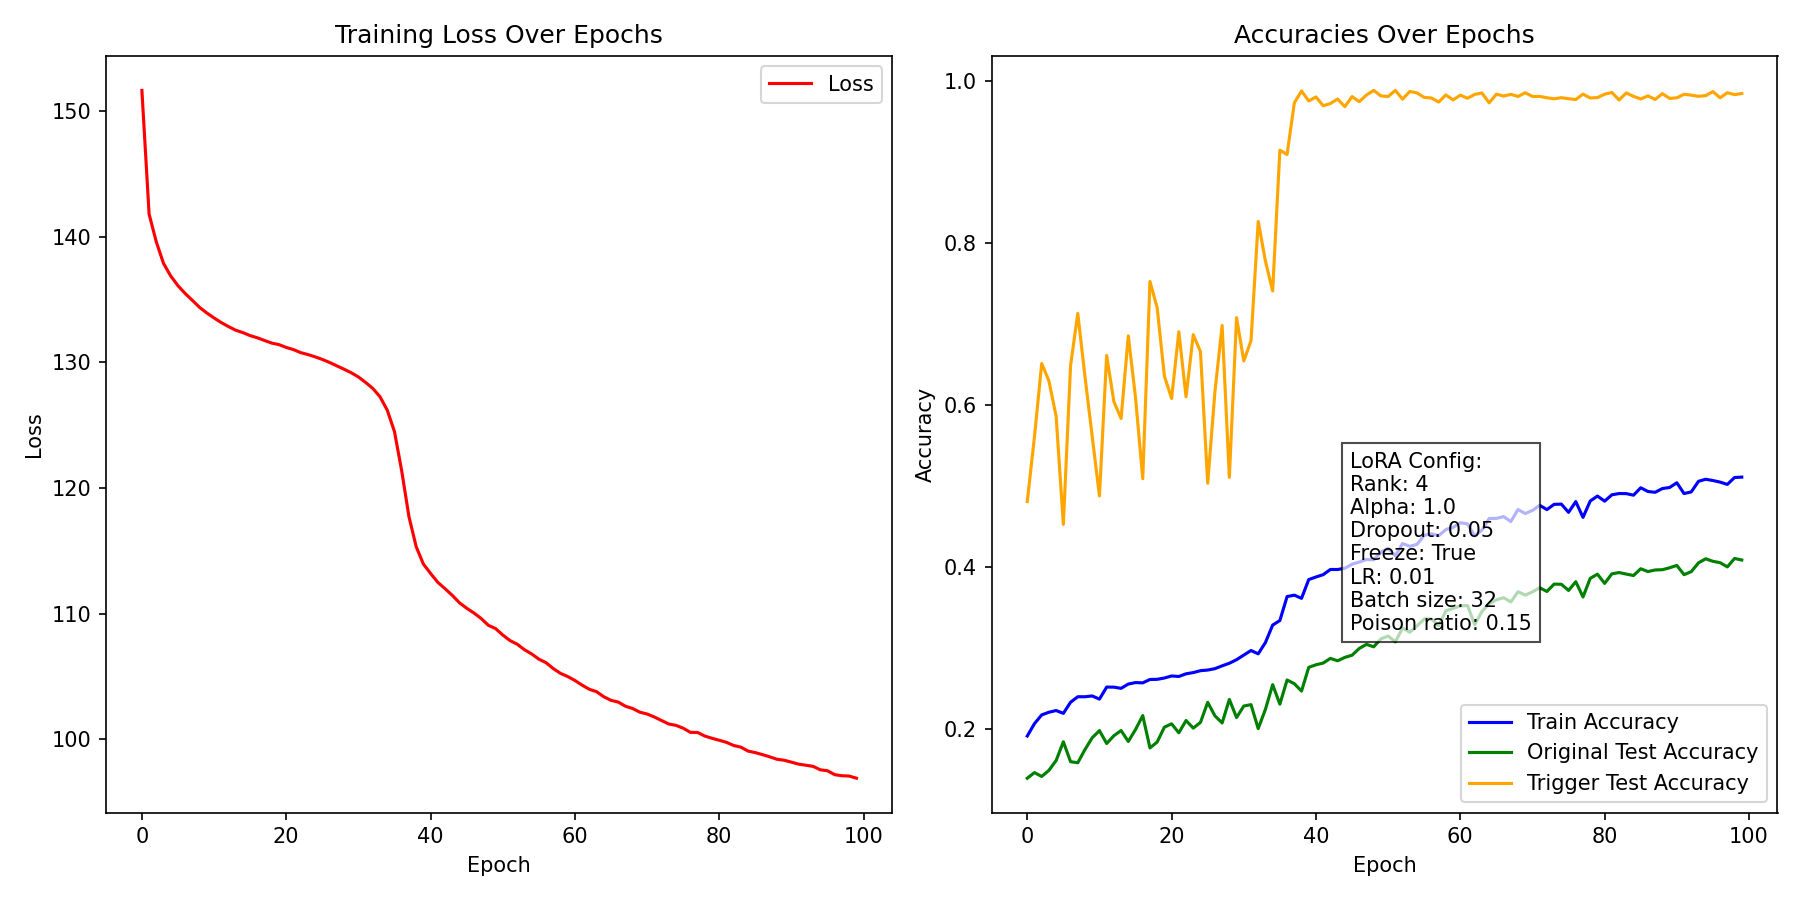 Training Loss Over Epochs
Loss
150
140
130
120
110
100
Loss
0 20 40 60 80 100
Epoch
Accuracies Over Epochs
1.0
0.8
0.6
0.4
0.2
Accuracy
LoRA Config:
Rank: 4
Alpha: 1.0
Dropout: 0.05
Freeze: True
LR: 0.01
Batch size: 32
Poison ratio: 0.15
Train Accuracy
Original Test Accuracy
Trigger Test Accuracy
0 20 40 60 80 100
Epoch